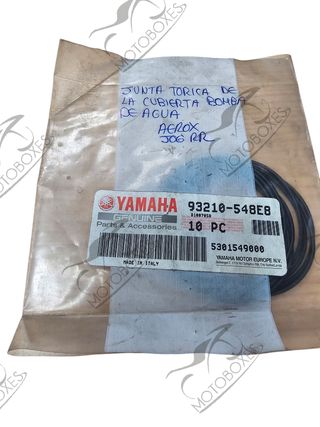 JUNTA TORICA DE
LA CUBIERTA BOMBA
DE AGUA
AEROX
JOG RR
YAMAHA
GENUINE
Parts & Accessories
93210-548E8
10 PC
5301549000
MADE IN ITALY
YAMAHA MOTOR EUROPE N.V.
MOTOBOXES